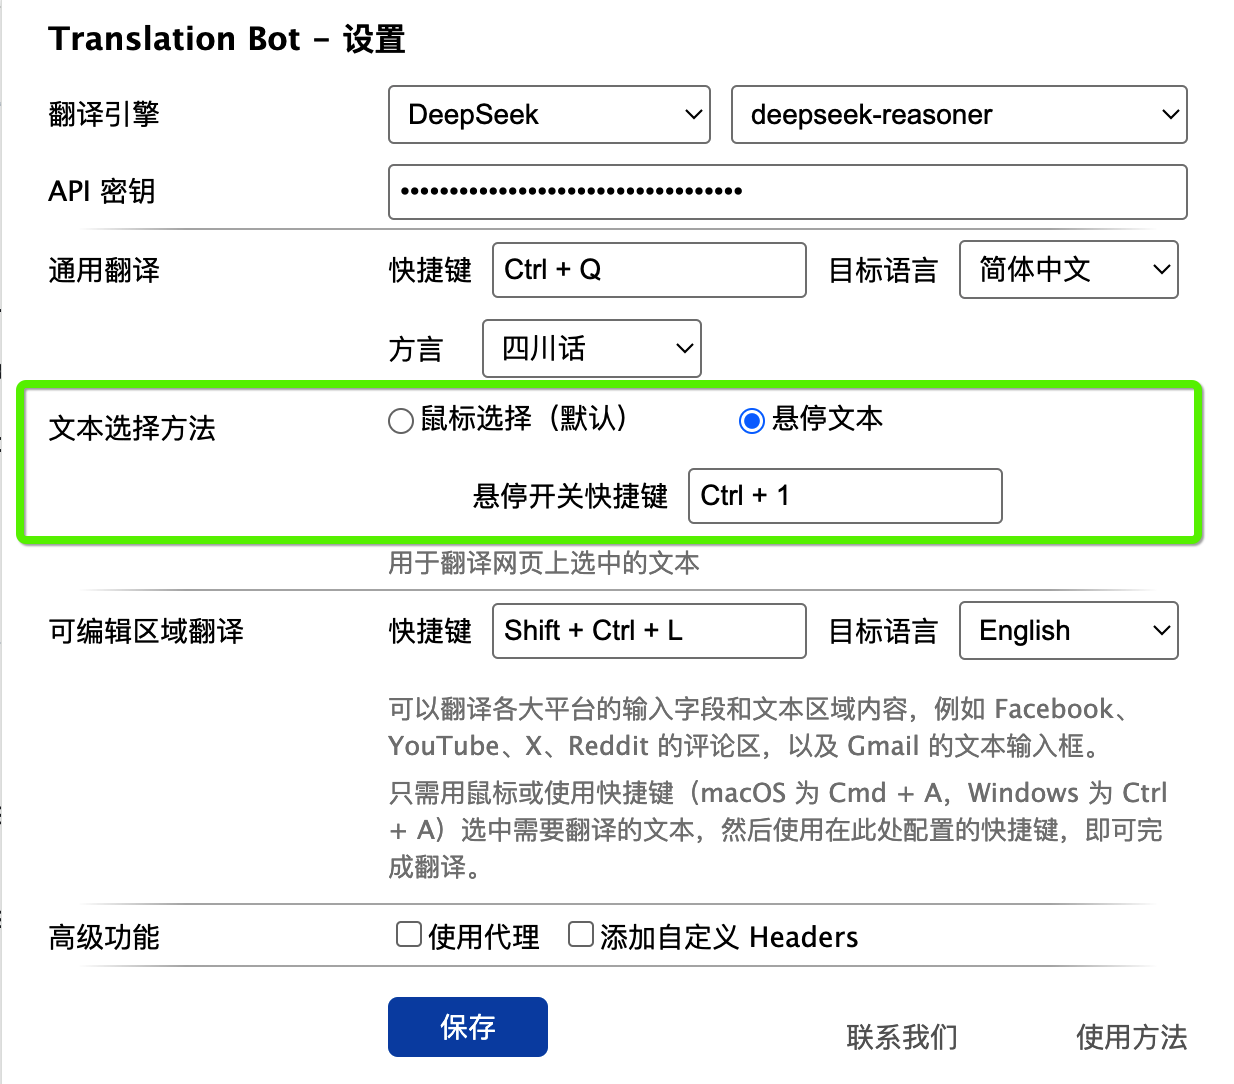 Translation Bot – 设置
翻译引擎 DeepSeek deepseek-reasoner
API 密钥 •••••••••••••••••••••••••••••••••••
通用翻译 快捷键 Ctrl + Q 目标语言 简体中文
方言 四川话
文本选择方法 鼠标选择（默认） 悬停文本
悬停开关快捷键 Ctrl + 1
用于翻译网页上选中的文本
可编辑区域翻译 快捷键 Shift + Ctrl + L 目标语言 English
可以翻译各大平台的输入字段和文本区域内容，例如 Facebook、
YouTube、X、Reddit 的评论区，以及 Gmail 的文本输入框。
只需用鼠标或使用快捷键（macOS 为 Cmd + A，Windows 为 Ctrl
+ A）选中需要翻译的文本，然后使用在此处配置的快捷键，即可完
成翻译。
高级功能 使用代理 添加自定义 Headers
保存 联系我们 使用方法